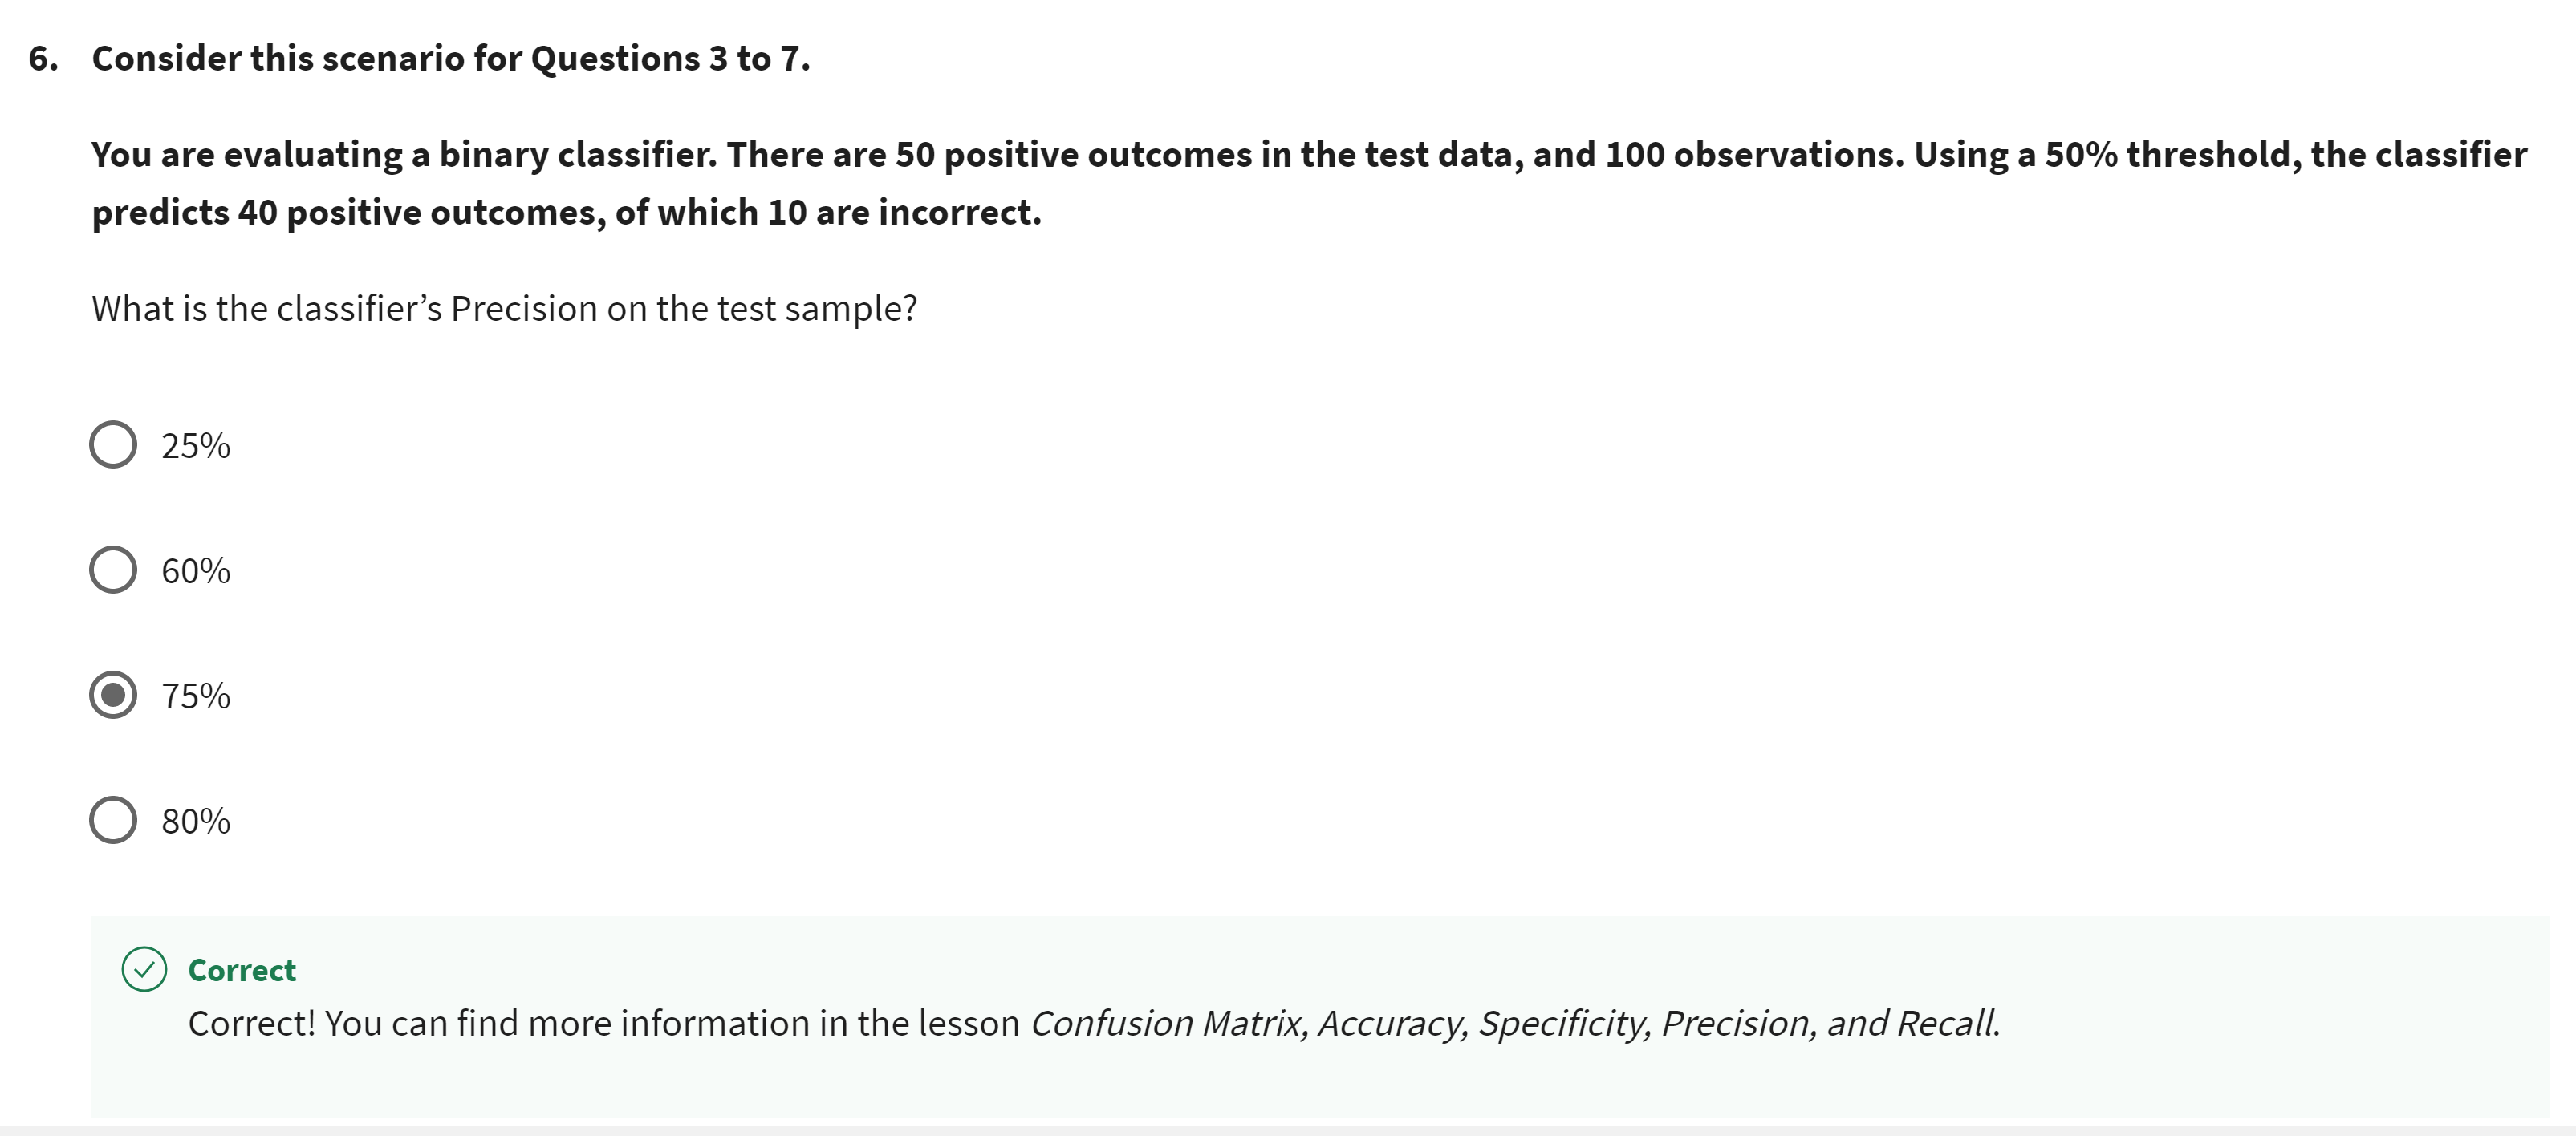 6. Consider this scenario for Questions 3 to 7.
You are evaluating a binary classifier. There are 50 positive outcomes in the test data, and 100 observations. Using a 50% threshold, the classifier
predicts 40 positive outcomes, of which 10 are incorrect.
What is the classifier’s Precision on the test sample?
25%
60%
75%
80%
Correct
Correct! You can find more information in the lesson Confusion Matrix, Accuracy, Specificity, Precision, and Recall.